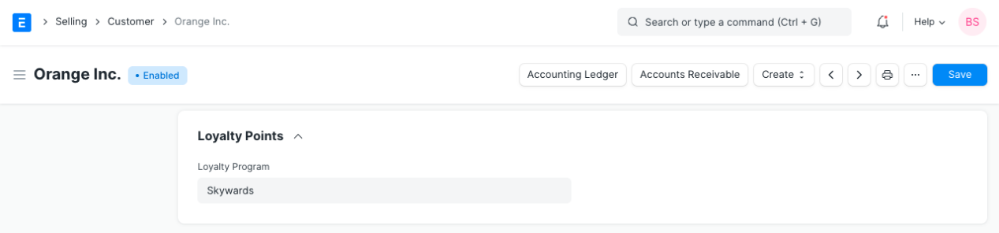 Selling > Customer > Orange Inc.
Search or type a command (Ctrl + G)
Help
BS
Orange Inc.
• Enabled
Accounting Ledger
Accounts Receivable
Create
...
Save
Loyalty Points
Loyalty Program
Skywards